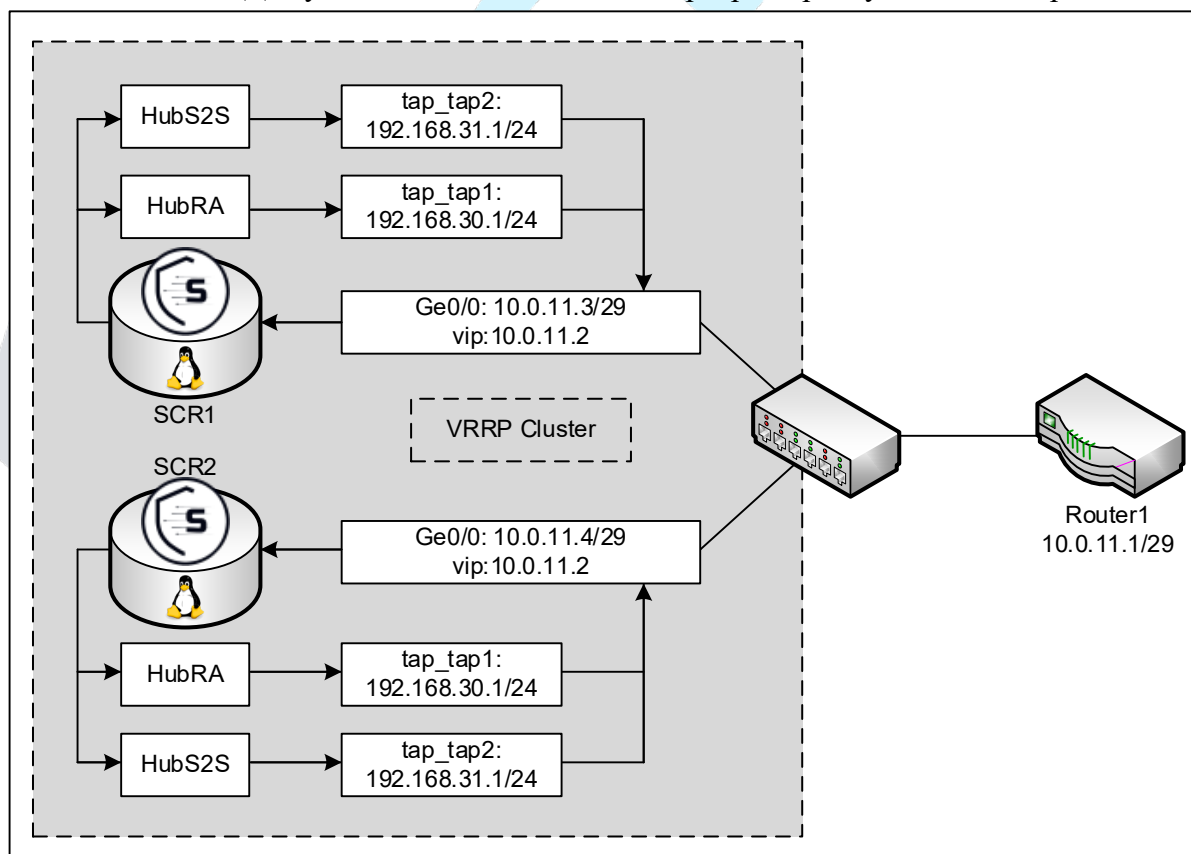 HubS2S
tap_tap2:
192.168.31.1/24
HubRA
tap_tap1:
192.168.30.1/24
S
Ge0/0: 10.0.11.3/29
vip:10.0.11.2
SCR1
VRRP Cluster
SCR2
S
Ge0/0: 10.0.11.4/29
vip:10.0.11.2
Router1
10.0.11.1/29
HubRA
tap_tap1:
192.168.30.1/24
HubS2S
tap_tap2:
192.168.31.1/24